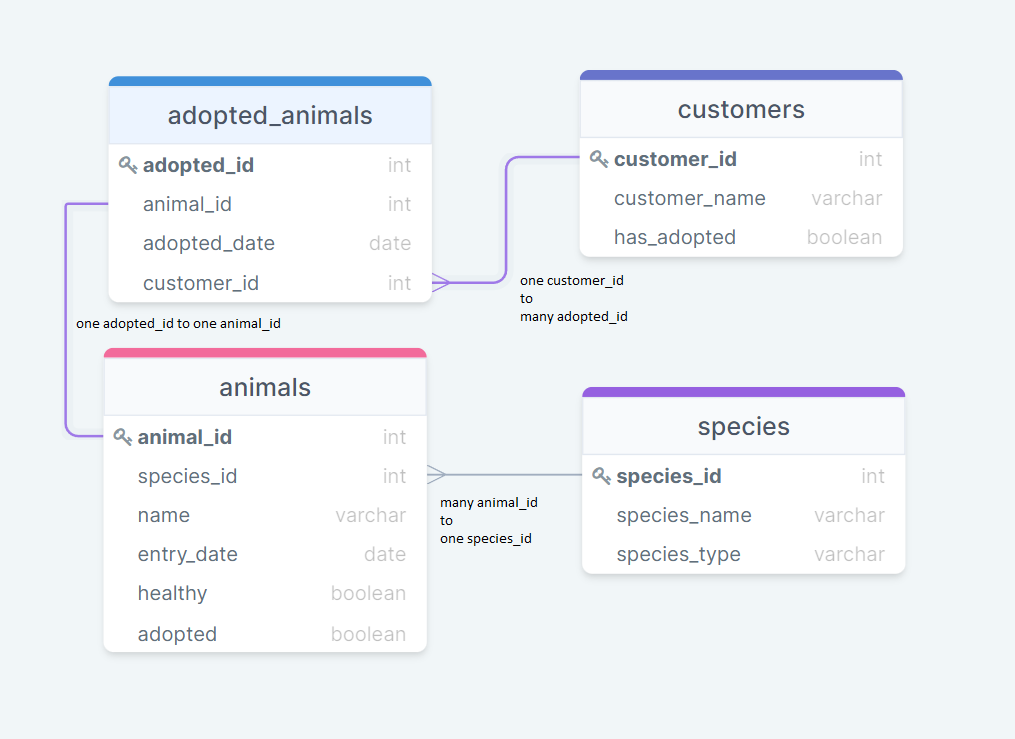 adopted_animals
adopted_id int
animal_id int
adopted_date date
customer_id int
customers
customer_id int
customer_name varchar
has_adopted boolean
one customer_id
to
many adopted_id
one adopted_id to one animal_id
animals
animal_id int
species_id int
name varchar
entry_date date
healthy boolean
adopted boolean
many animal_id
to
one species_id
species
species_id int
species_name varchar
species_type varchar